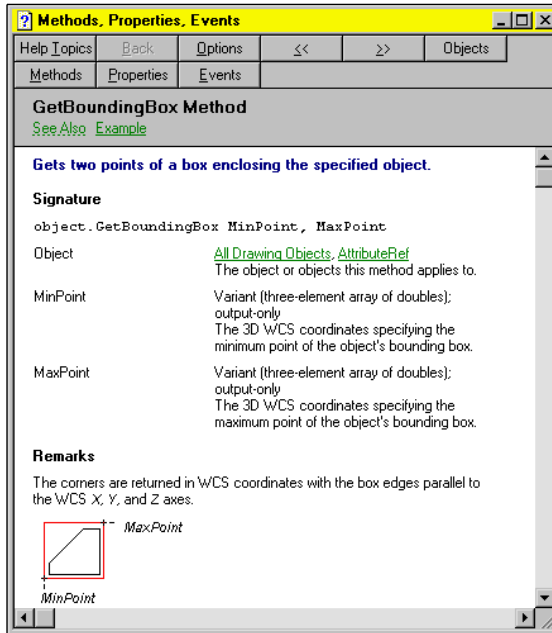 Methods, Properties, Events
Help Topics Back Options << >> Objects
Methods Properties Events
GetBoundingBox Method
See Also Example
Gets two points of a box enclosing the specified object.
Signature
object.GetBoundingBox MinPoint, MaxPoint
Object All Drawing Objects, AttributeRef
The object or objects this method applies to.
MinPoint Variant (three-element array of doubles);
output-only
The 3D WCS coordinates specifying the
minimum point of the object's bounding box.
MaxPoint Variant (three-element array of doubles);
output-only
The 3D WCS coordinates specifying the
maximum point of the object's bounding box.
Remarks
The corners are returned in WCS coordinates with the box edges parallel to
the WCS X, Y, and Z axes.
MaxPoint
MinPoint